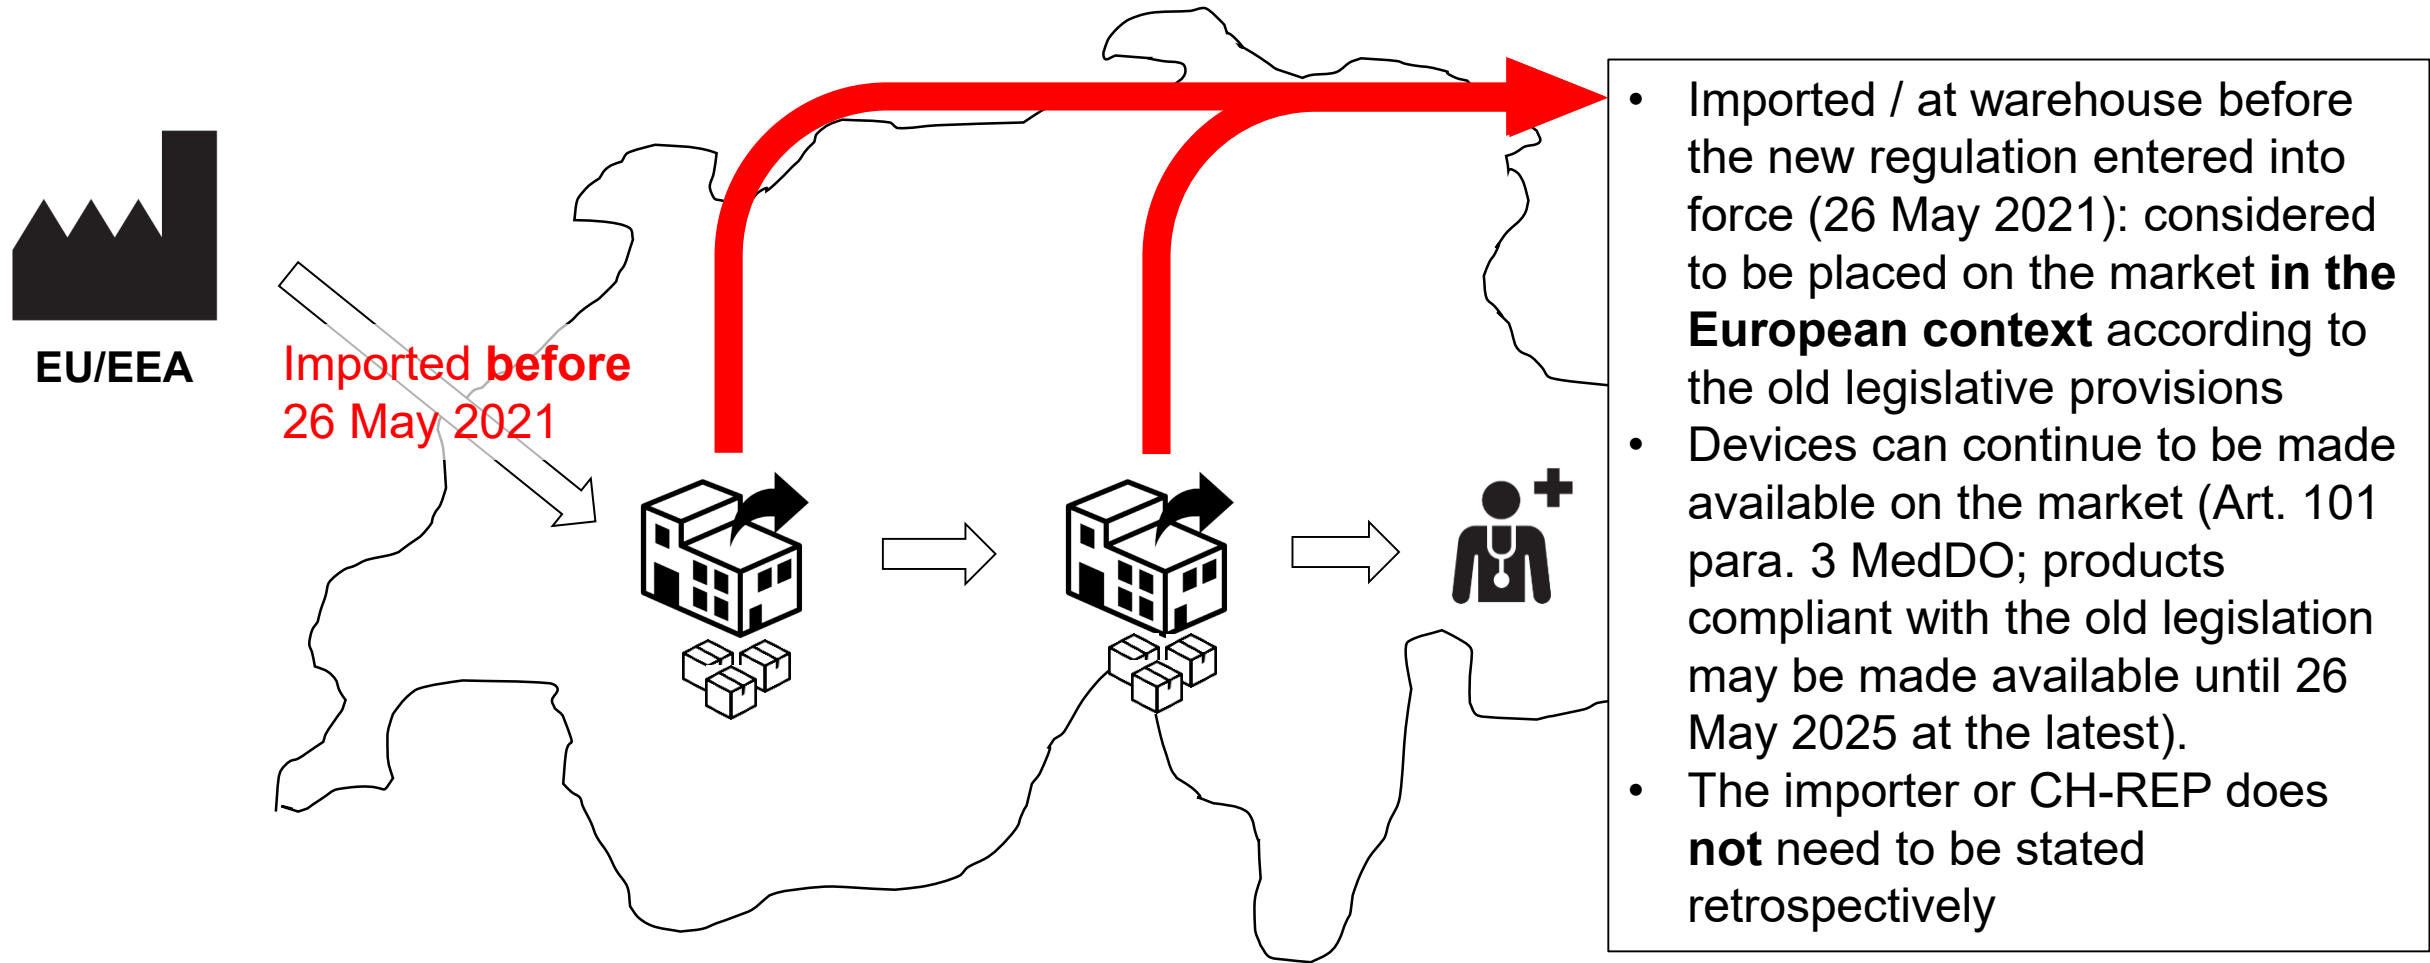 EU/EEA
Imported before
26 May 2021
• Imported / at warehouse before
the new regulation entered into
force (26 May 2021): considered
to be placed on the market in the
European context according to
the old legislative provisions
• Devices can continue to be made
available on the market (Art. 101
para. 3 MedDO; products
compliant with the old legislation
may be made available until 26
May 2025 at the latest).
• The importer or CH-REP does
not need to be stated
retrospectively